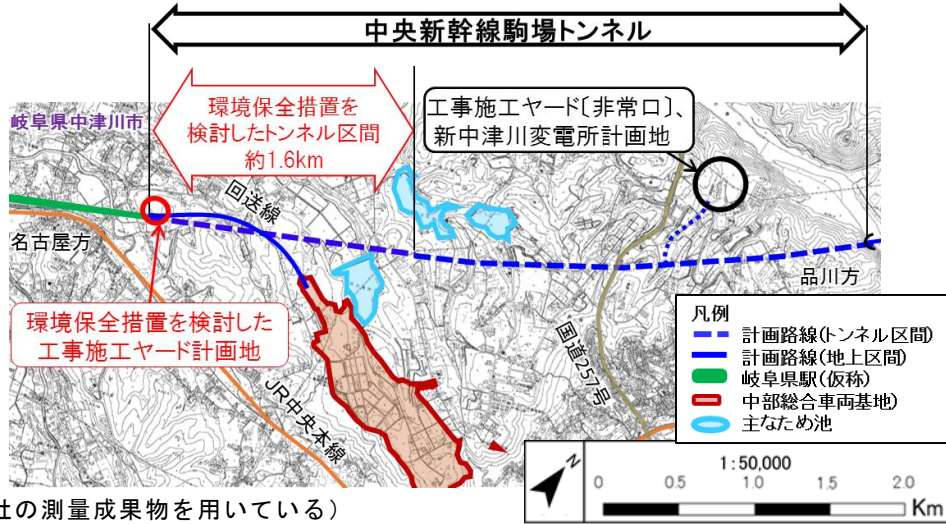 中央新幹線駒場トンネル
環境保全措置を
検討したトンネル区間
約1.6km
工事施工ヤード〔非常口〕、
新中津川変電所計画地
岐阜県中津川市
回送線
名古屋方
品川方
環境保全措置を検討した
工事施工ヤード計画地
国道257号
JR中央本線
凡例
計画路線(トンネル区間)
計画路線(地上区間)
岐阜県駅(仮称)
中部総合車両基地)
主なため池
N
1:50,000
0 0.5 1.0 1.5 2.0
Km
社の測量成果物を用いている）